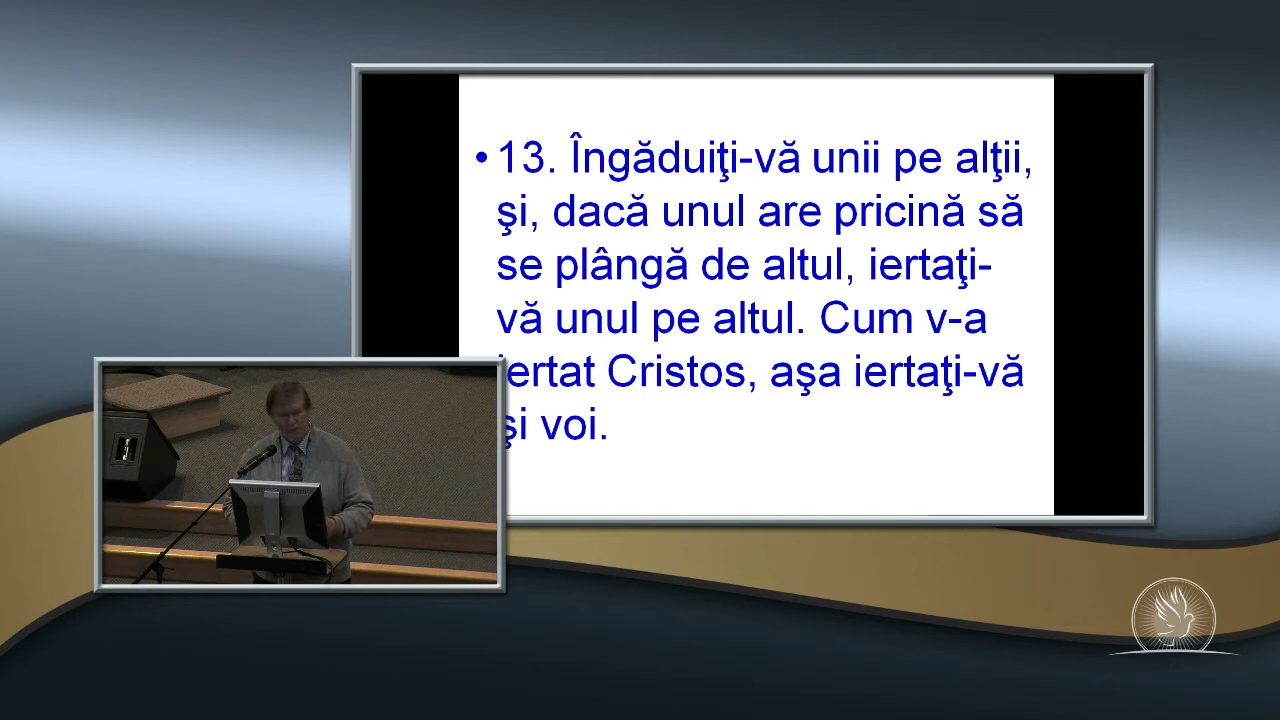 • 13. Îngăduiţi-vă unii pe alţii,
şi, dacă unul are pricină să
se plângă de altul, iertaţi-
vă unul pe altul. Cum v-a
iertat Cristos, aşa iertaţi-vă
şi voi.